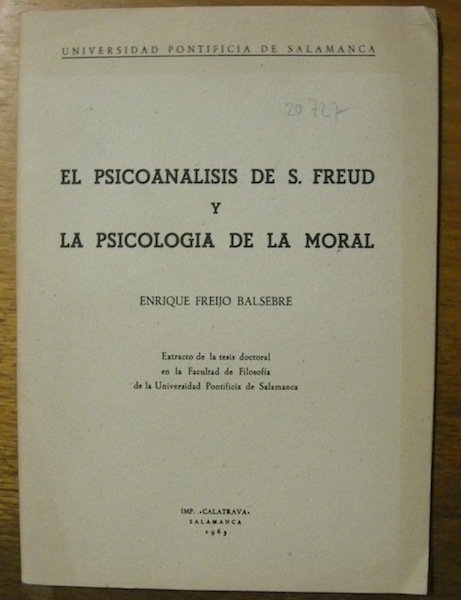 UNIVERSIDAD PONTIFICIA DE SALAMANCA
20727
EL PSICOANALISIS DE S. FREUD
Y
LA PSICOLOGIA DE LA MORAL
ENRIQUE FREIJO BALSEBRE
Extracto de la tesis doctoral
en la Facultad de Filosofía
de la Universidad Pontificia de Salamanca
IMP. «CALATRAVA»
SALAMANCA
1963